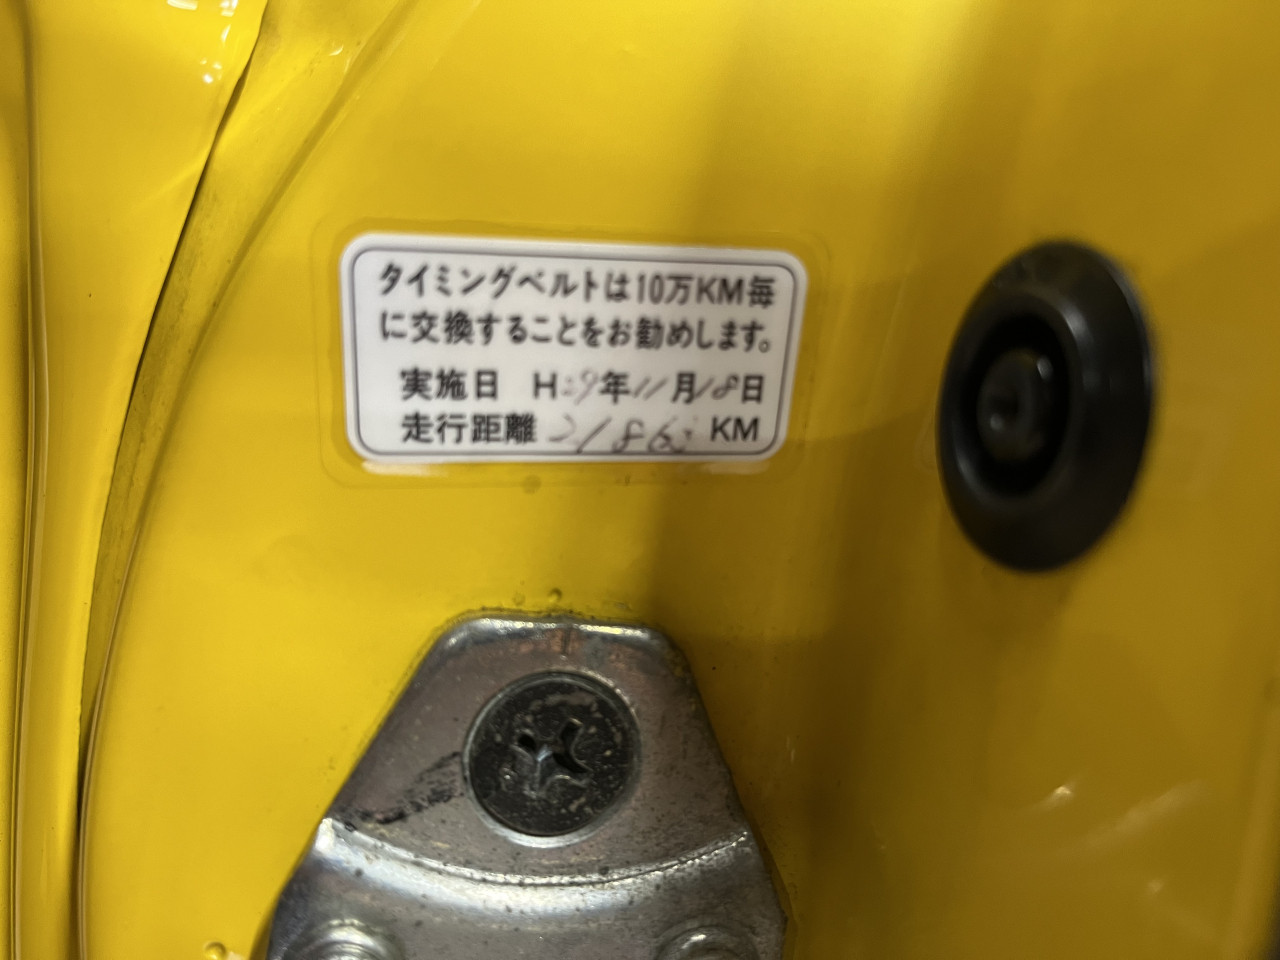 タイミングベルトは10万KM毎
に交換することをお勧めします。
実施日 H29年11月18日
走行距離 KM